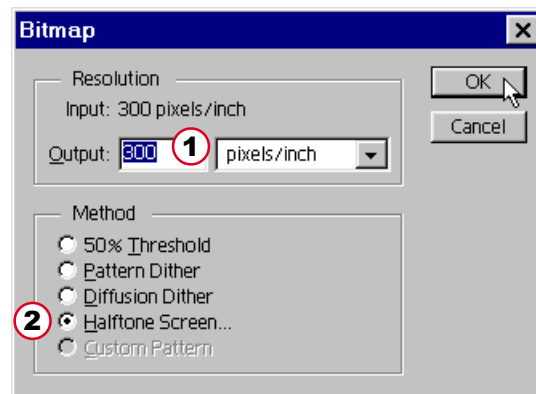 Bitmap
Resolution
Input: 300 pixels/inch
Output: 300 1 pixels/inch
OK
Cancel
Method
50% Threshold
Pattern Dither
Diffusion Dither
2 Halftone Screen...
Custom Pattern